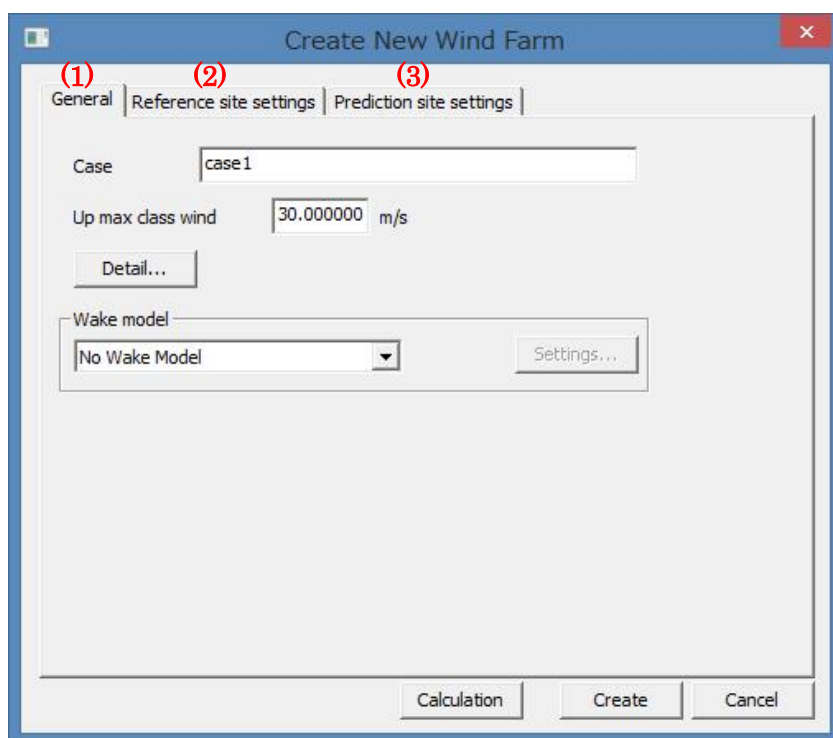 Create New Wind Farm
(1) (2) (3)
General Reference site settings Prediction site settings
Case case1
Up max class wind 30.000000 m/s
Detail...
Wake model
No Wake Model Settings...
Calculation Create Cancel